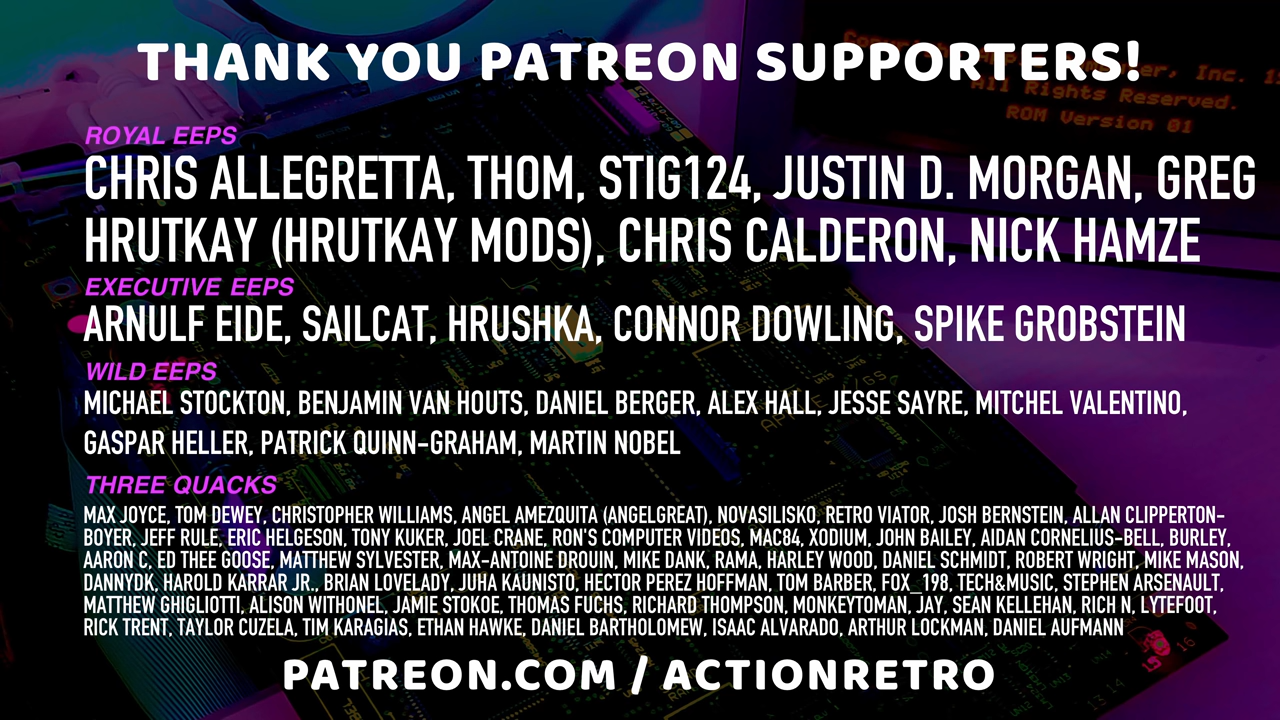 THANK YOU PATREON SUPPORTERS!
Inc.
All Rights Reserved.
ROM Version 01
ROYAL EEPS
CHRIS ALLEGRETTA, THOM, STIG124, JUSTIN D. MORGAN, GREG
HRUTKAY (HRUTKAY MODS), CHRIS CALDERON, NICK HAMZE
EXECUTIVE EEPS
ARNULF EIDE, SAILCAT, HRUSHKA, CONNOR DOWLING, SPIKE GROBSTEIN
WILD EEPS
MICHAEL STOCKTON, BENJAMIN VAN HOUTS, DANIEL BERGER, ALEX HALL, JESSE SAYRE, MITCHEL VALENTINO,
GASPAR HELLER, PATRICK QUINN-GRAHAM, MARTIN NOBEL
THREE QUACKS
MAX JOYCE, TOM DEWEY, CHRISTOPHER WILLIAMS, ANGEL AMEZQUITA (ANGELGREAT), NOVASILISKO, RETRO VIATOR, JOSH BERNSTEIN, ALLAN CLIPPERTON-
BOYER, JEFF RULE, ERIC HELGESON, TONY KUKER, JOEL CRANE, RON'S COMPUTER VIDEOS, MAC84, XODIUM, JOHN BAILEY, AIDAN CORNELIUS-BELL, BURLEY,
AARON C, ED THEE GOOSE, MATTHEW SYLVESTER, MAX-ANTOINE DROUIN, MIKE DANK, RAMA, HARLEY WOOD, DANIEL SCHMIDT, ROBERT WRIGHT, MIKE MASON,
DANNYDK, HAROLD KARRAR JR., BRIAN LOVELADY, JUHA KAUNISTO, HECTOR PEREZ HOFFMAN, TOM BARBER, FOX_198, TECH&MUSIC, STEPHEN ARSENAULT,
MATTHEW GHIGLIOTTI, ALISON WITHONEL, JAMIE STOKOE, THOMAS FUCHS, RICHARD THOMPSON, MONKEYTOMAN, JAY, SEAN KELLEHAN, RICH N, LYTEFOOT,
RICK TRENT, TAYLOR CUZELA, TIM KARAGIAS, ETHAN HAWKE, DANIEL BARTHOLOMEW, ISAAC ALVARADO, ARTHUR LOCKMAN, DANIEL AUFMANN
PATREON.COM / ACTIONRETRO